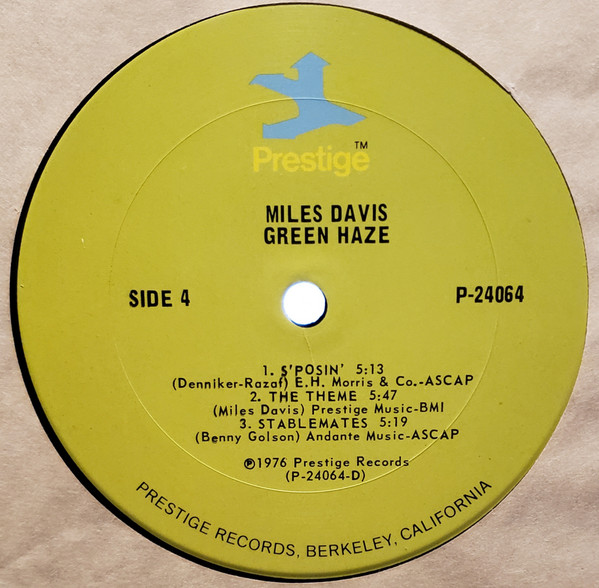 Prestige™
MILES DAVIS
GREEN HAZE
SIDE 4
P-24064
1. S'POSIN' 5:13
(Denniker-Razaf) E.H. Morris & Co.-ASCAP
2. THE THEME 5:47
(Miles Davis) Prestige Music-BMI
3. STABLEMATES 5:19
(Benny Golson) Andante Music-ASCAP
℗1976 Prestige Records
(P-24064-D)
PRESTIGE RECORDS, BERKELEY, CALIFORNIA